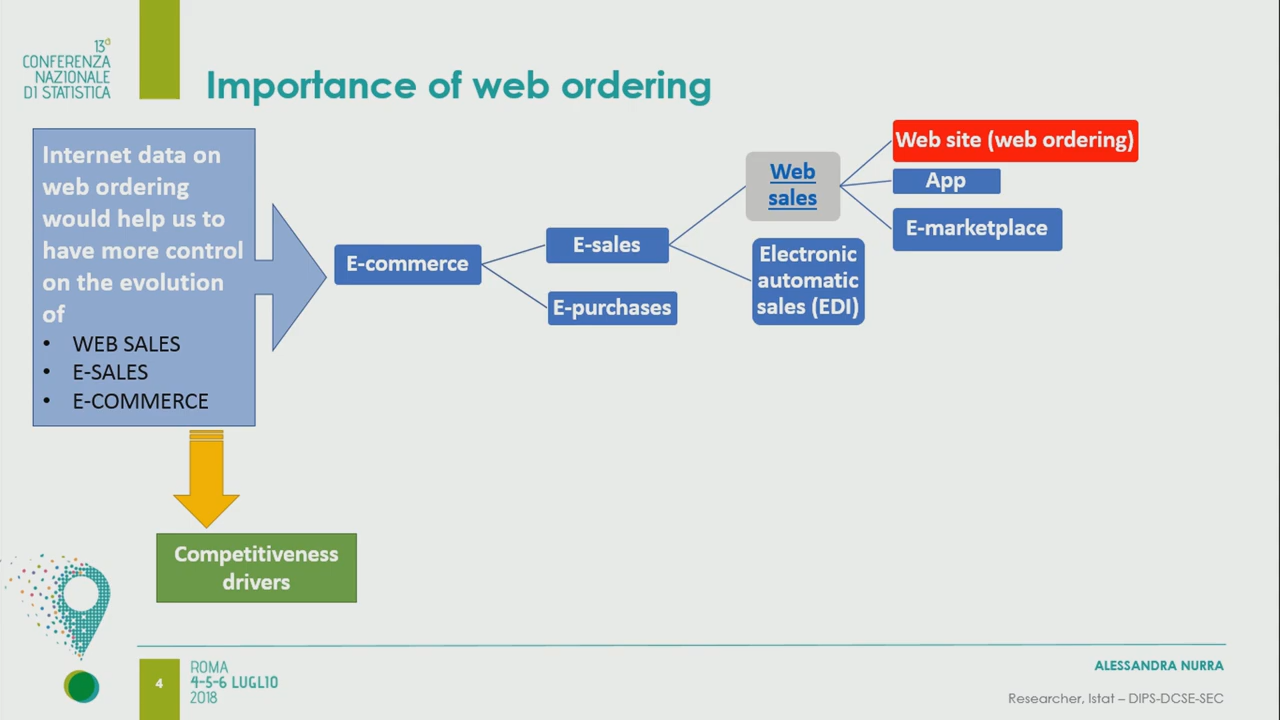 13°
CONFERENZA
NAZIONALE
DI STATISTICA
Importance of web ordering
Internet data on
web ordering
would help us to
have more control
on the evolution
of
• WEB SALES
• E-SALES
• E-COMMERCE
E-commerce
E-sales
E-purchases
Web
sales
Electronic
automatic
sales (EDI)
Web site (web ordering)
App
E-marketplace
Competitiveness
drivers
4
ROMA
4-5-6 LUGLIO
2018
ALESSANDRA NURRA
Researcher, Istat – DIPS-DCSE-SEC